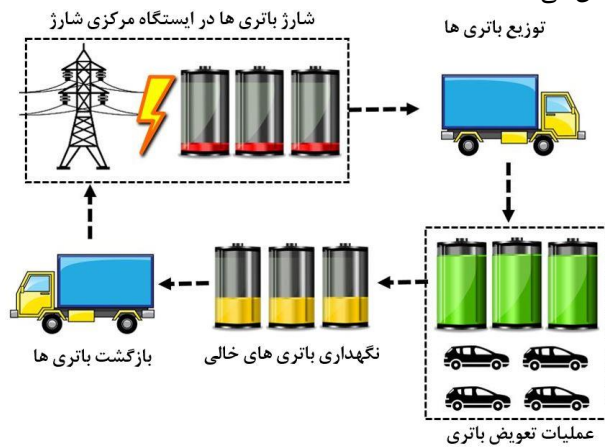 شارژ باتری ها در ایستگاه مرکزی شارژ
توزیع باتری ها
نگهداری باتری های خالی
بازگشت باتری ها
عملیات تعویض باتری